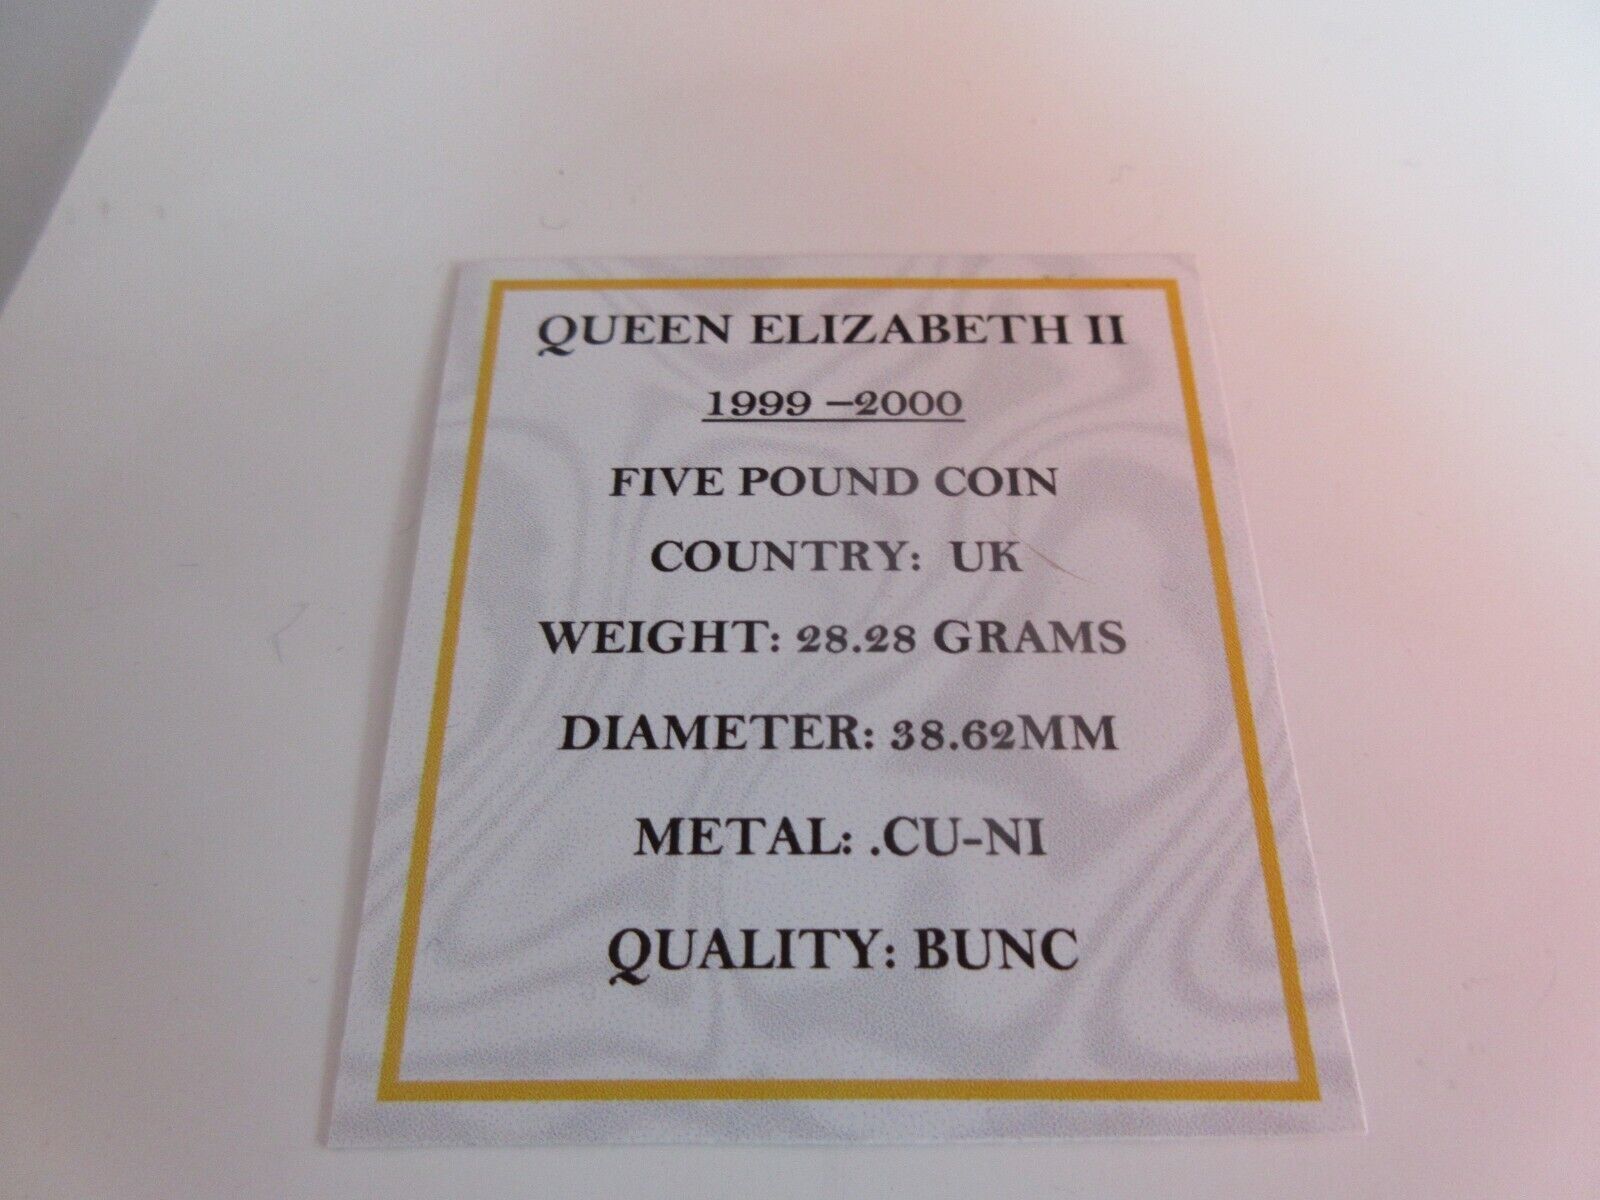 QUEEN ELIZABETH II
1999 –2000
FIVE POUND COIN
COUNTRY: UK
WEIGHT: 28.28 GRAMS
DIAMETER: 38.62MM
METAL: .CU-NI
QUALITY: BUNC